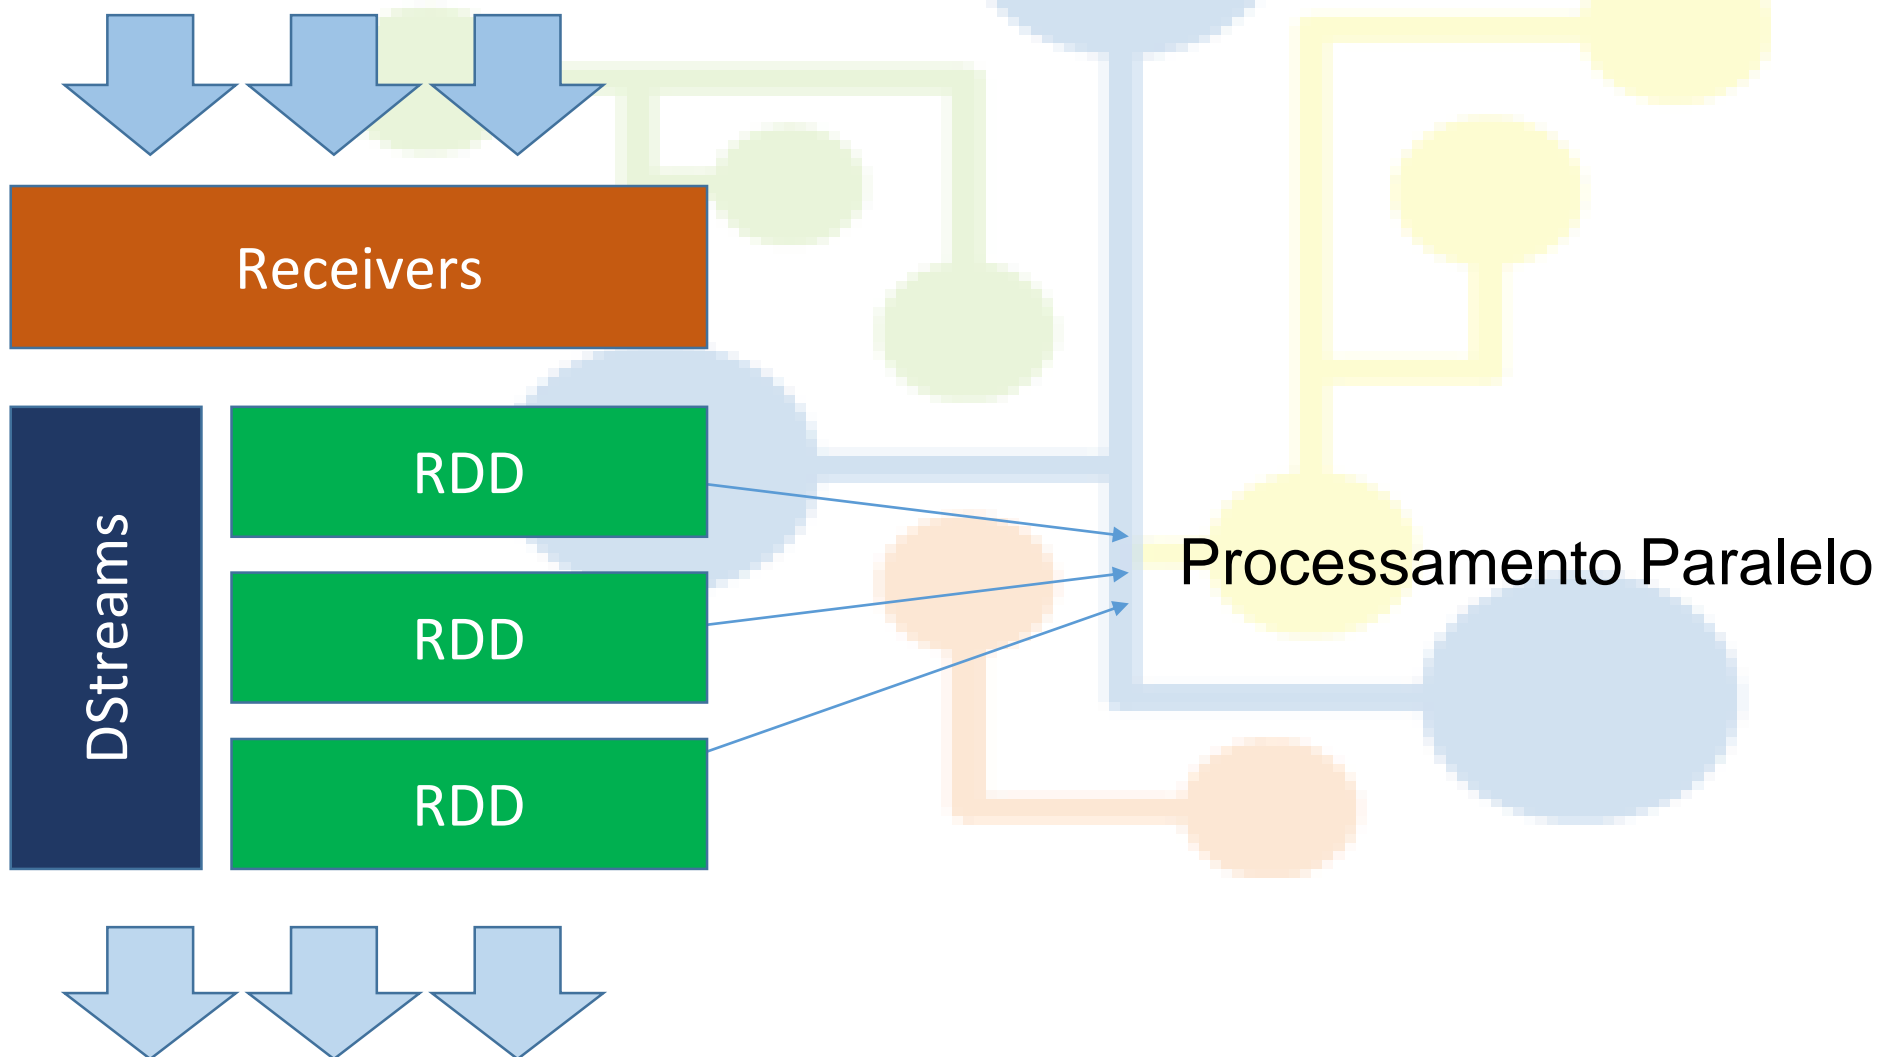 Receivers
DStreams
RDD
RDD
RDD
Processamento Paralelo